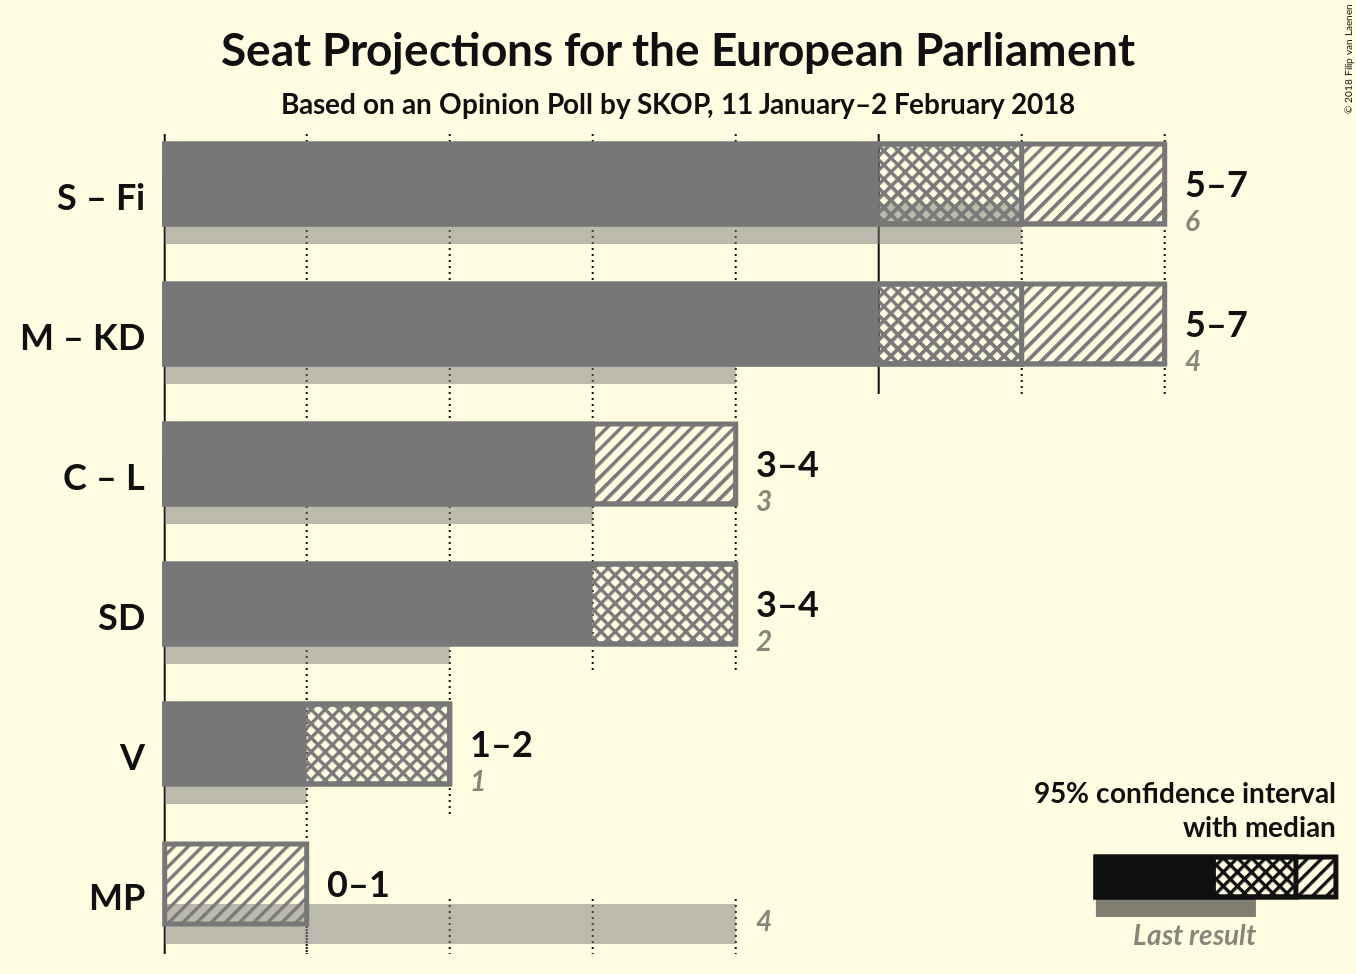 Seat Projections for the European Parliament
Based on an Opinion Poll by SKOP, 11 January–2 February 2018
© 2018 Filip van Laenen
S – Fi
5–7
6
M – KD
5–7
4
C – L
3–4
3
SD
3–4
2
V
1–2
1
MP
0–1
4
95% confidence interval
with median
Last result